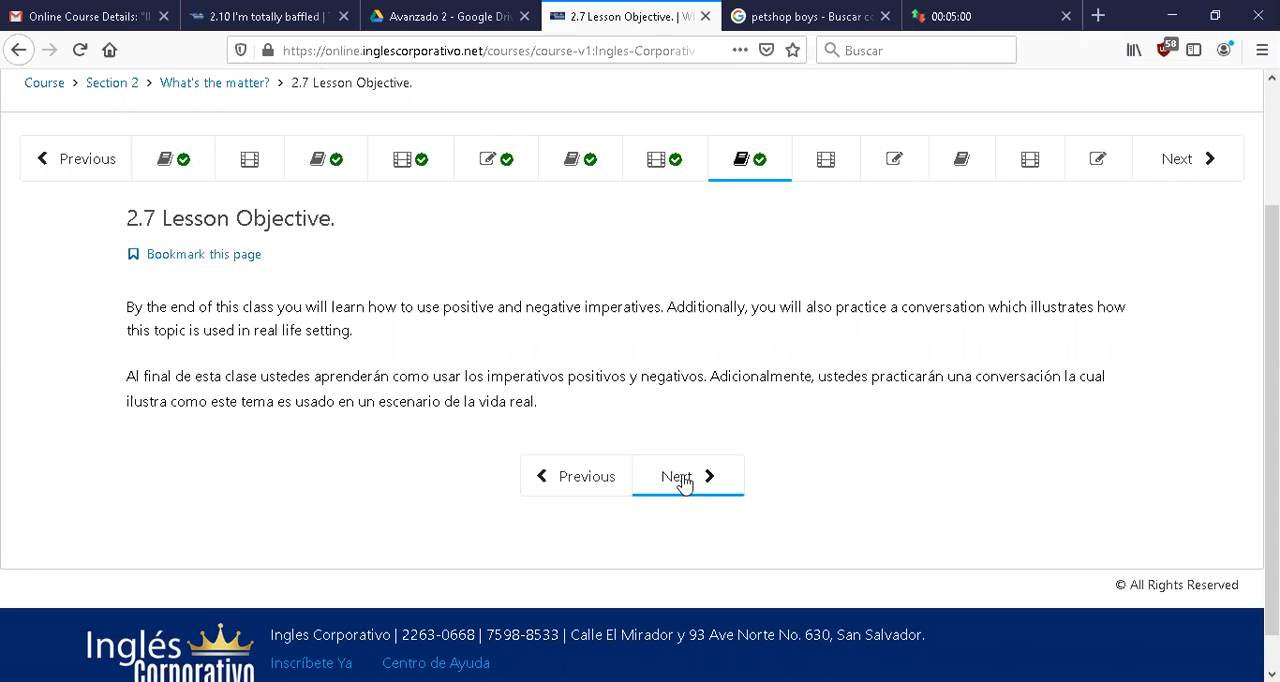 Online Course Details: "I
2.10 I'm totally baffled |
Avanzado 2 - Google Dri
2.7 Lesson Objective. | W
petshop boys - Buscar co
00:05:00
https://online.inglescorporativo.net/courses/course-v1:Ingles-Corporativ
Buscar
58
Course > Section 2 > What's the matter? > 2.7 Lesson Objective.
Previous
Next
2.7 Lesson Objective.
Bookmark this page
By the end of this class you will learn how to use positive and negative imperatives. Additionally, you will also practice a conversation which illustrates how
this topic is used in real life setting.
Al final de esta clase ustedes aprenderán como usar los imperativos positivos y negativos. Adicionalmente, ustedes practicarán una conversación la cual
ilustra como este tema es usado en un escenario de la vida real.
Previous
Next
© All Rights Reserved
Inglés
Corporativo
Ingles Corporativo | 2263-0668 | 7598-8533 | Calle El Mirador y 93 Ave Norte No. 630, San Salvador.
Inscríbete Ya
Centro de Ayuda